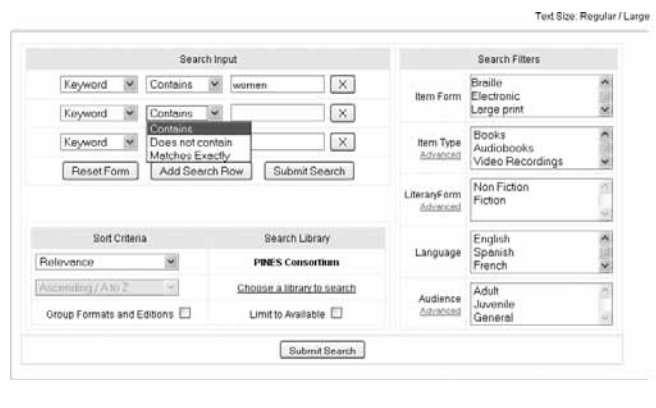 Text Size: Regular / Large
Search Input
Keyword Contains women X
Keyword Contains X
Contains
Does not contain
Matches Exactly
Keyword X
Reset Form Add Search Row Submit Search
Sort Criteria
Relevance
Ascending / A to Z
Group Formats and Editions
Search Library
PINES Consortium
Choose a library to search
Limit to Available
Search Filters
Item Form
Braille
Electronic
Large print
Item Type
Advanced
Books
Audiobooks
Video Recordings
LiteraryForm
Advanced
Non Fiction
Fiction
Language
English
Spanish
French
Audience
Advanced
Adult
Juvenile
General
Submit Search